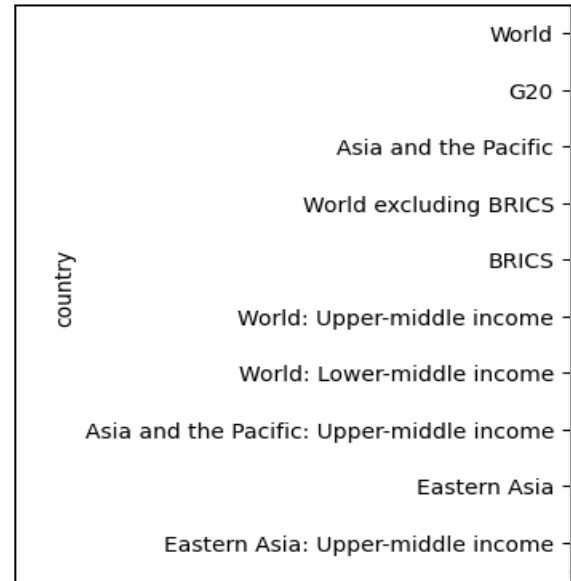 World
G20
Asia and the Pacific
World excluding BRICS
BRICS
country
World: Upper-middle income
World: Lower-middle income
Asia and the Pacific: Upper-middle income
Eastern Asia
Eastern Asia: Upper-middle income